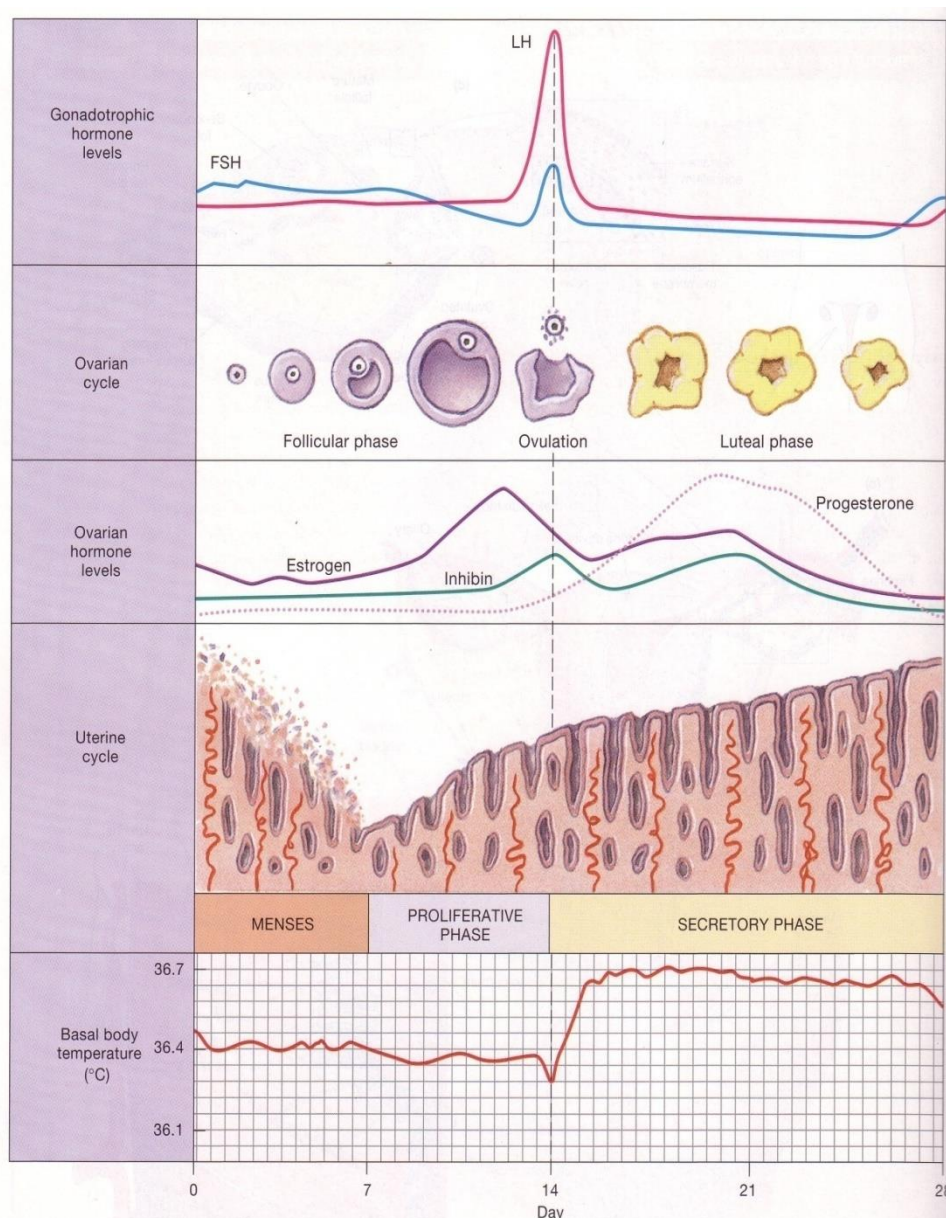 Gonadotrophic
hormone
levels
LH
FSH
Ovarian
cycle
Follicular phase
Ovulation
Luteal phase
Ovarian
hormone
levels
Estrogen
Inhibin
Progesterone
Uterine
cycle
MENSES
PROLIFERATIVE
PHASE
SECRETORY PHASE
Basal body
temperature
(°C)
36.7
36.4
36.1
0
7
14
21
28
Day